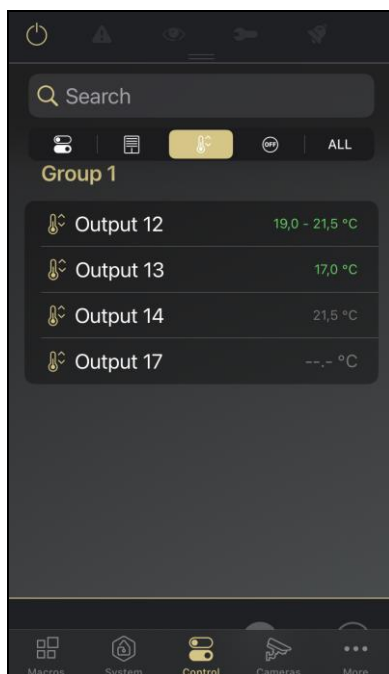 Search
OFF
ALL
Group 1
Output 12 19,0 - 21,5 °C
Output 13 17,0 °C
Output 14 21,5 °C
Output 17 --.- °C
Macros System Control Cameras More